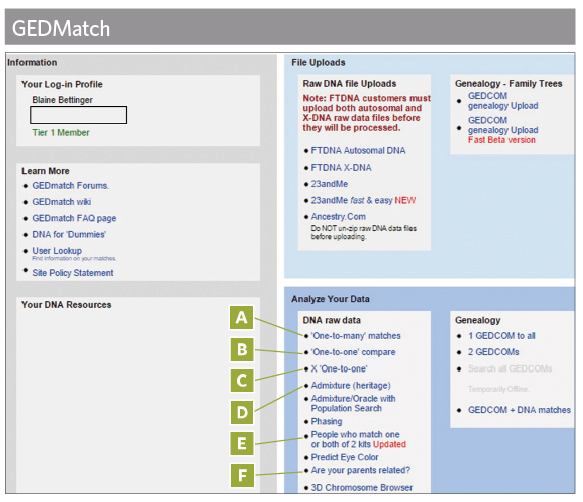 GEDMatch
Information
Your Log-in Profile
Blaine Bettinger
Tier 1 Member
Learn More
GEDmatch Forums.
GEDmatch wiki
GEDmatch FAQ page
DNA for 'Dummies'
User Lookup
Find information on your matches.
Site Policy Statement
Your DNA Resources
File Uploads
Raw DNA file Uploads
Note: FTDNA customers must
upload both autosomal and
X-DNA raw data files before
they will be processed.
FTDNA Autosomal DNA
FTDNA X-DNA
23andMe
23andMe fast & easy NEW
Ancestry.Com
Do NOT un-zip raw DNA data files
before uploading.
Genealogy - Family Trees
GEDCOM
genealogy Upload
GEDCOM
genealogy Upload
Fast Beta version
Analyze Your Data
DNA raw data
A 'One-to-many' matches
B 'One-to-one' compare
C X 'One-to-one'
D Admixture (heritage)
Admixture/Oracle with
Population Search
Phasing
E People who match one
or both of 2 kits Updated
Predict Eye Color
F Are your parents related?
3D Chromosome Browser
Genealogy
1 GEDCOM to all
2 GEDCOMs
Search all GEDCOMs
Temporarily Offline.
GEDCOM + DNA matches